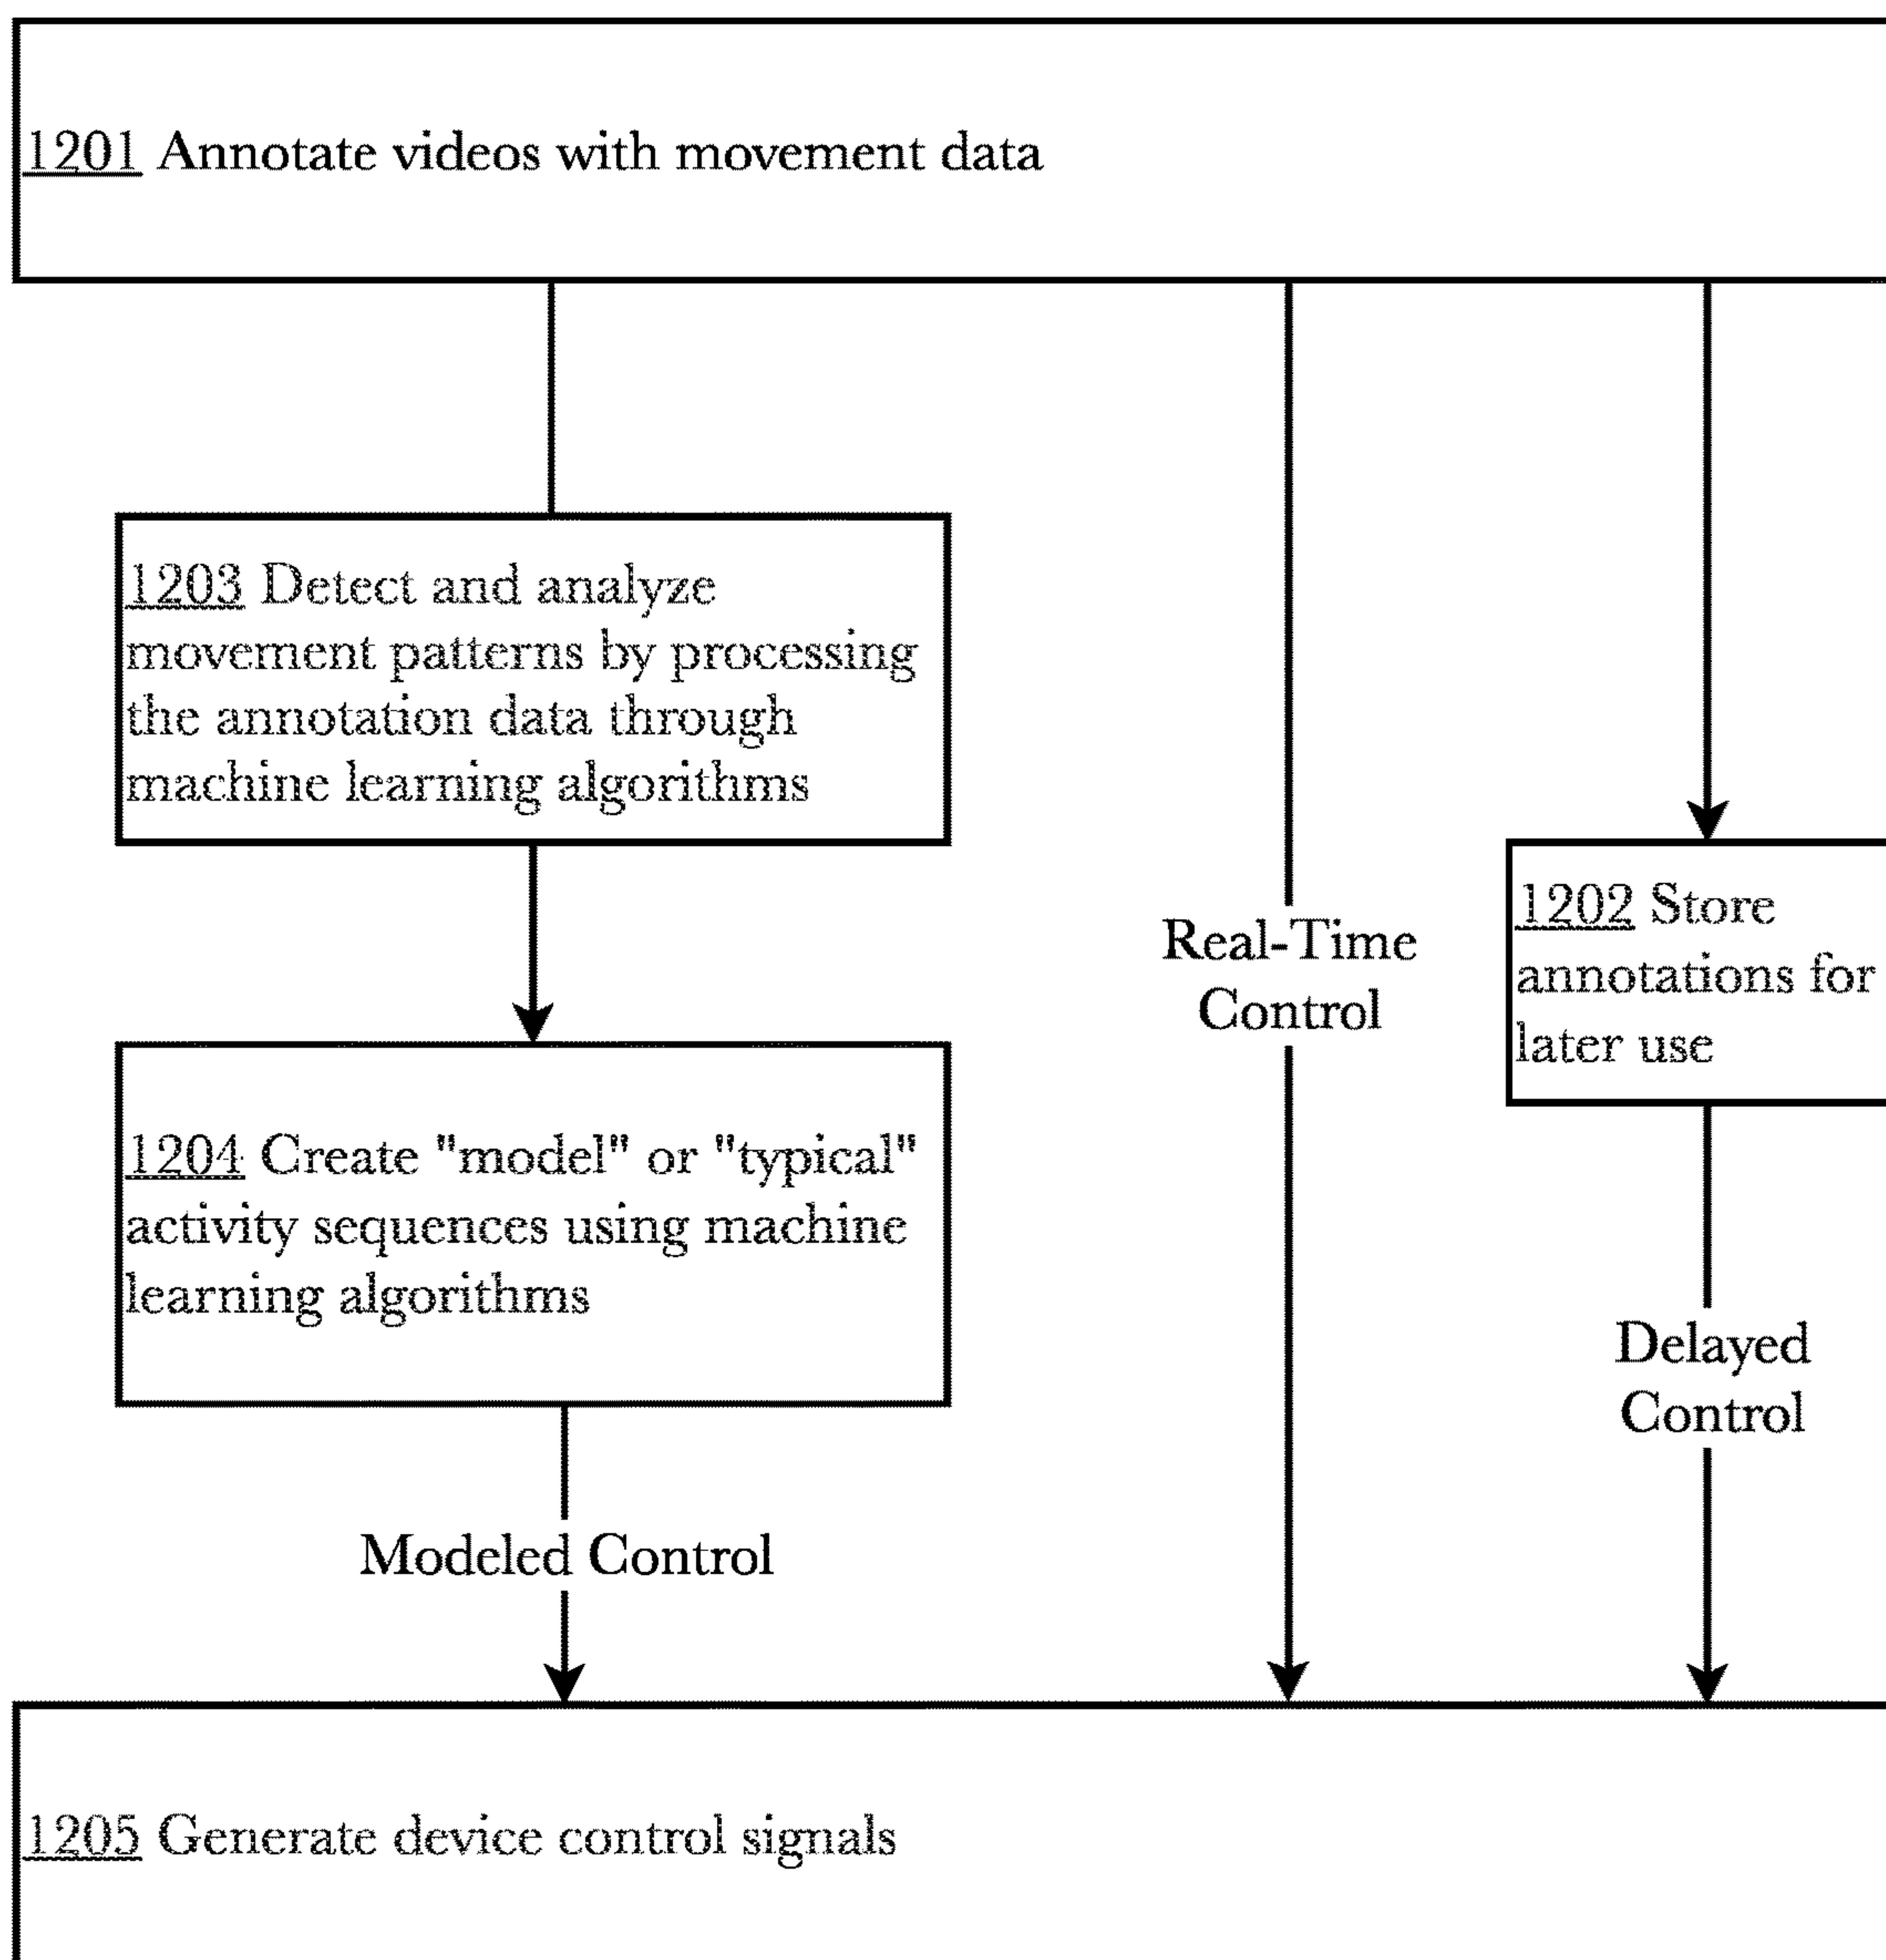 1201 Annotate videos with movement data
1203 Detect and analyze
movement patterns by processing
the annotation data through
machine learning algorithms
Real-Time
Control
1202 Store
annotations for
later use
1204 Create "model" or "typical"
activity sequences using machine
learning algorithms
Delayed
Control
Modeled Control
1205 Generate device control signals